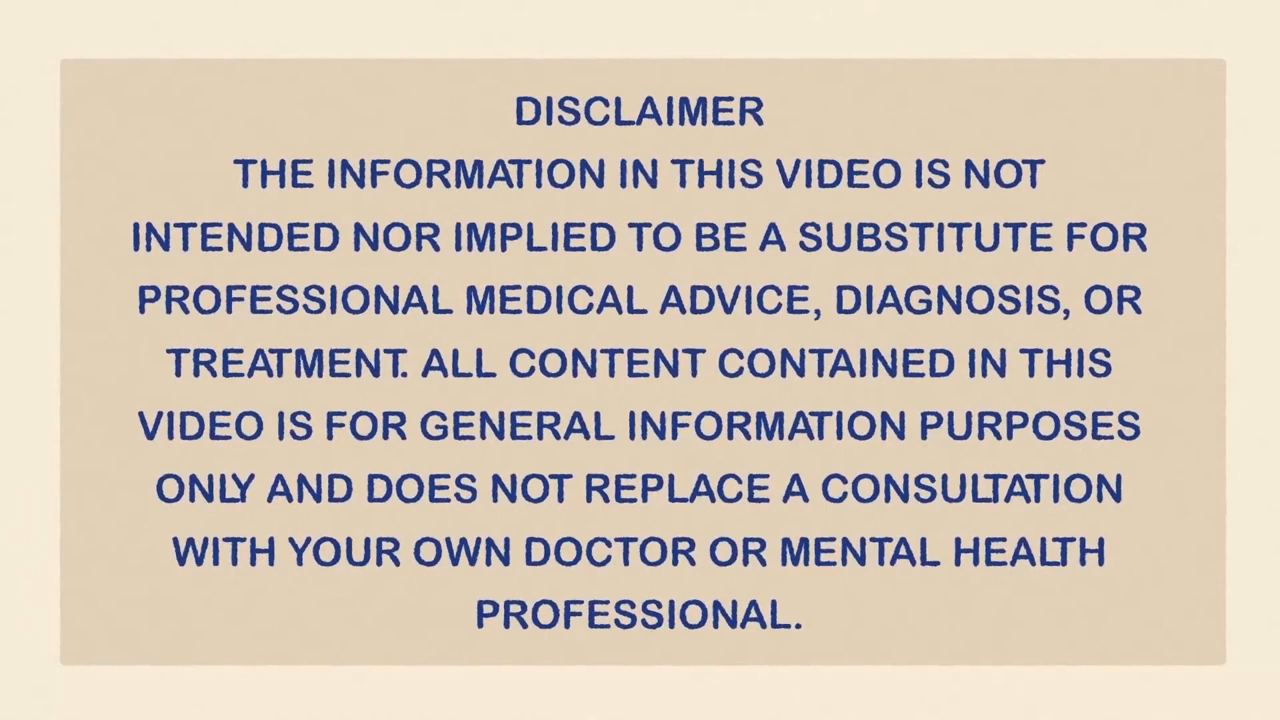 DISCLAIMER
THE INFORMATION IN THIS VIDEO IS NOT
INTENDED NOR IMPLIED TO BE A SUBSTITUTE FOR
PROFESSIONAL MEDICAL ADVICE, DIAGNOSIS, OR
TREATMENT. ALL CONTENT CONTAINED IN THIS
VIDEO IS FOR GENERAL INFORMATION PURPOSES
ONLY AND DOES NOT REPLACE A CONSULTATION
WITH YOUR OWN DOCTOR OR MENTAL HEALTH
PROFESSIONAL.